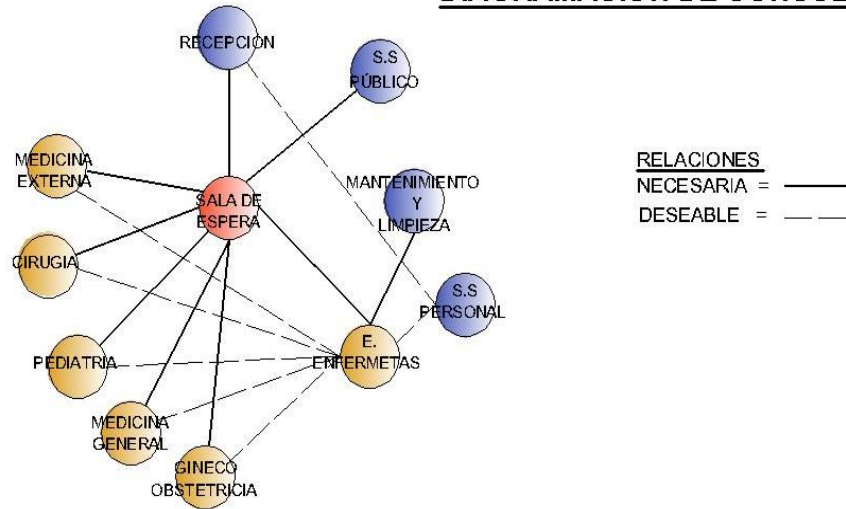 RECEPCIÓN
S.S
PÚBLICO
MEDICINA
EXTERNA
SALA DE
ESPERA
MANTENIMIENTO
Y
LIMPIEZA
RELACIONES
NECESARIA =
DESEABLE =
CIRUGIA
S.S
PERSONAL
PEDIATRIA
E.
ENFERMETAS
MEDICINA
GENERAL
GINECO
OBSTETRICIA